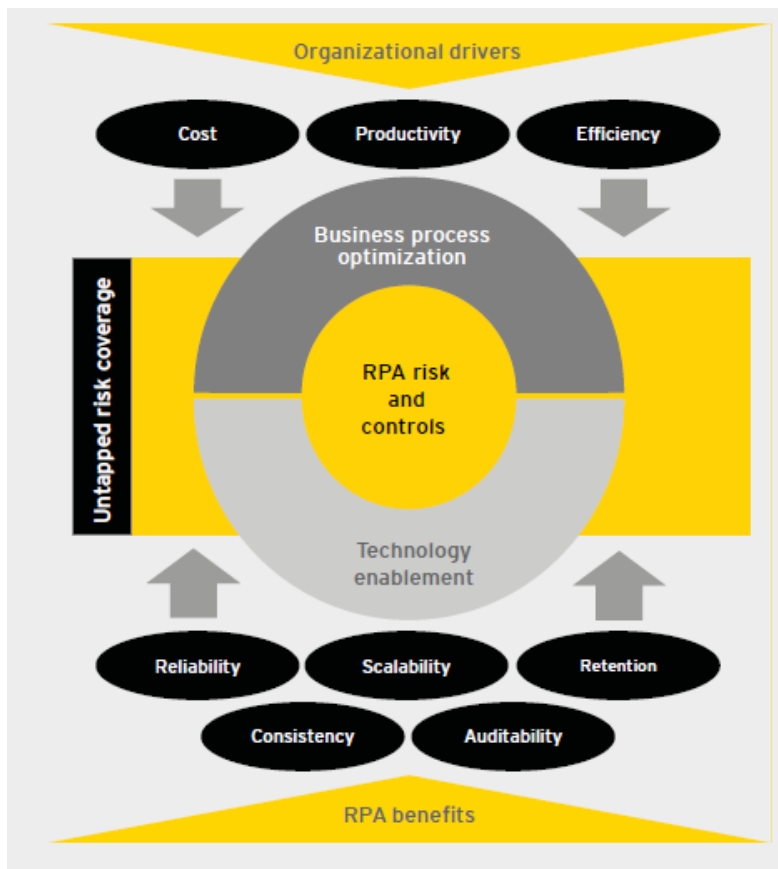 Organizational drivers
Cost
Productivity
Efficiency
Business process
optimization
Untapped risk coverage
RPA risk
and
controls
Technology
enablement
Reliability
Scalability
Retention
Consistency
Auditability
RPA benefits